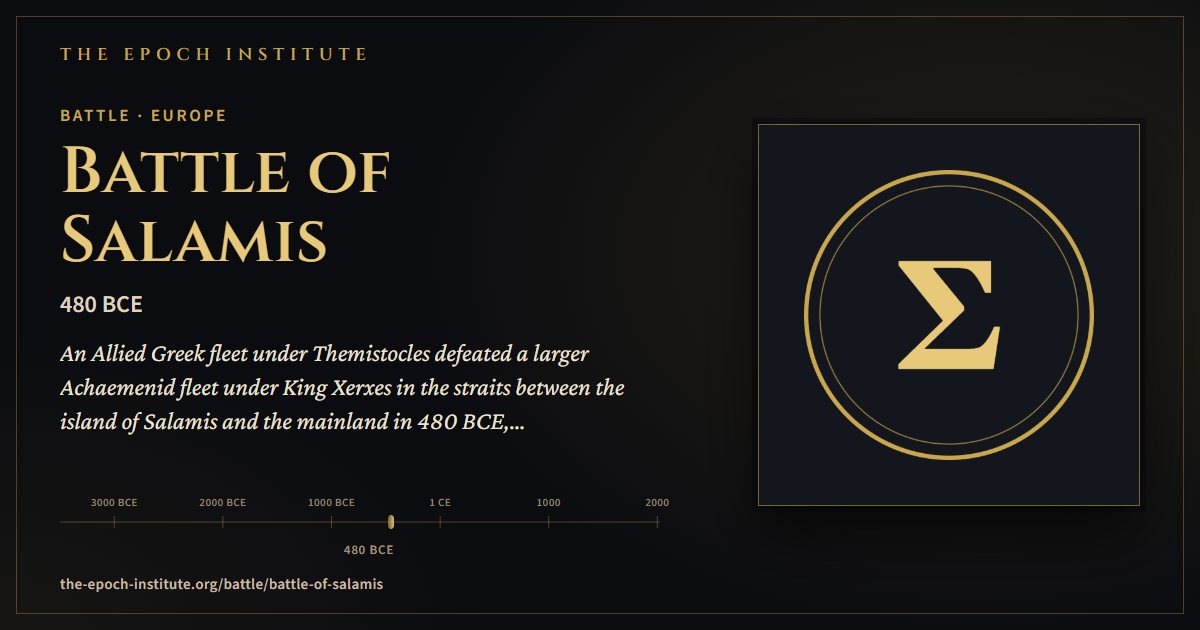 THE EPOCH INSTITUTE
BATTLE · EUROPE
BATTLE OF
SALAMIS
480 BCE
An Allied Greek fleet under Themistocles defeated a larger
Achaemenid fleet under King Xerxes in the straits between the
island of Salamis and the mainland in 480 BCE,...
Σ
3000 BCE 2000 BCE 1000 BCE 1 CE 1000 2000
480 BCE
the-epoch-institute.org/battle/battle-of-salamis